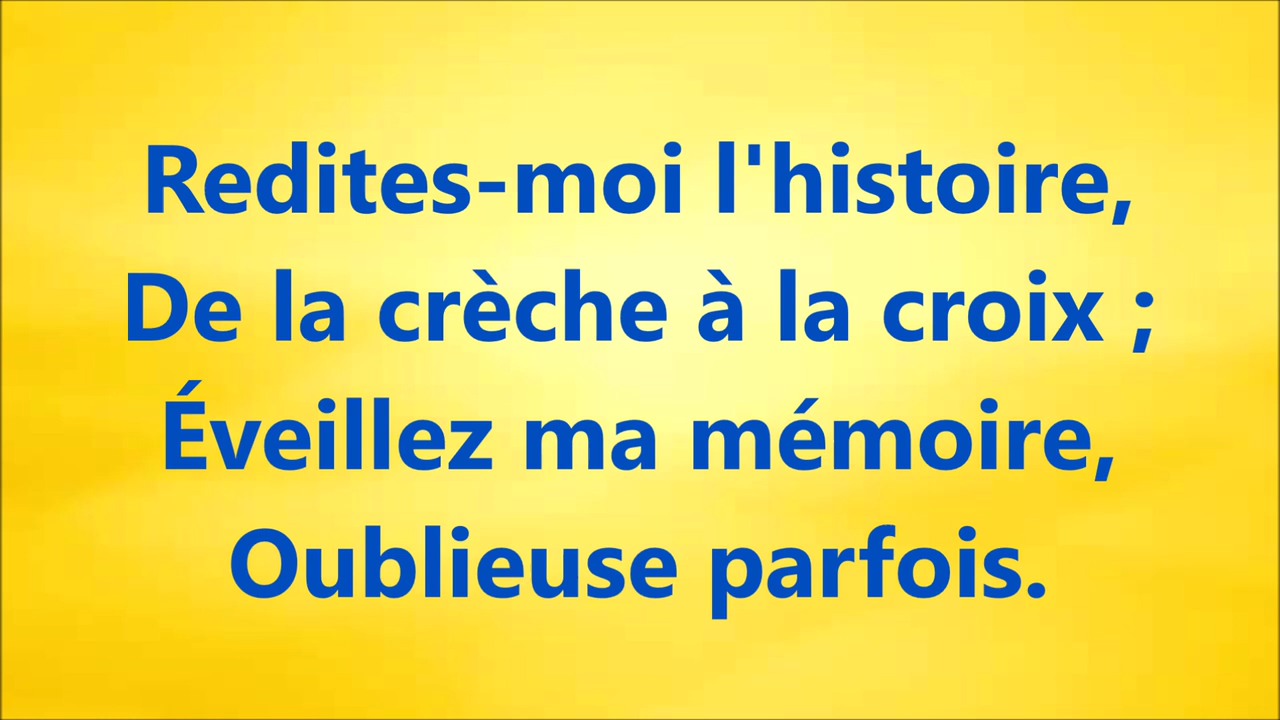 Redites-moi l'histoire,
De la crèche à la croix ;
Éveillez ma mémoire,
Oublieuse parfois.